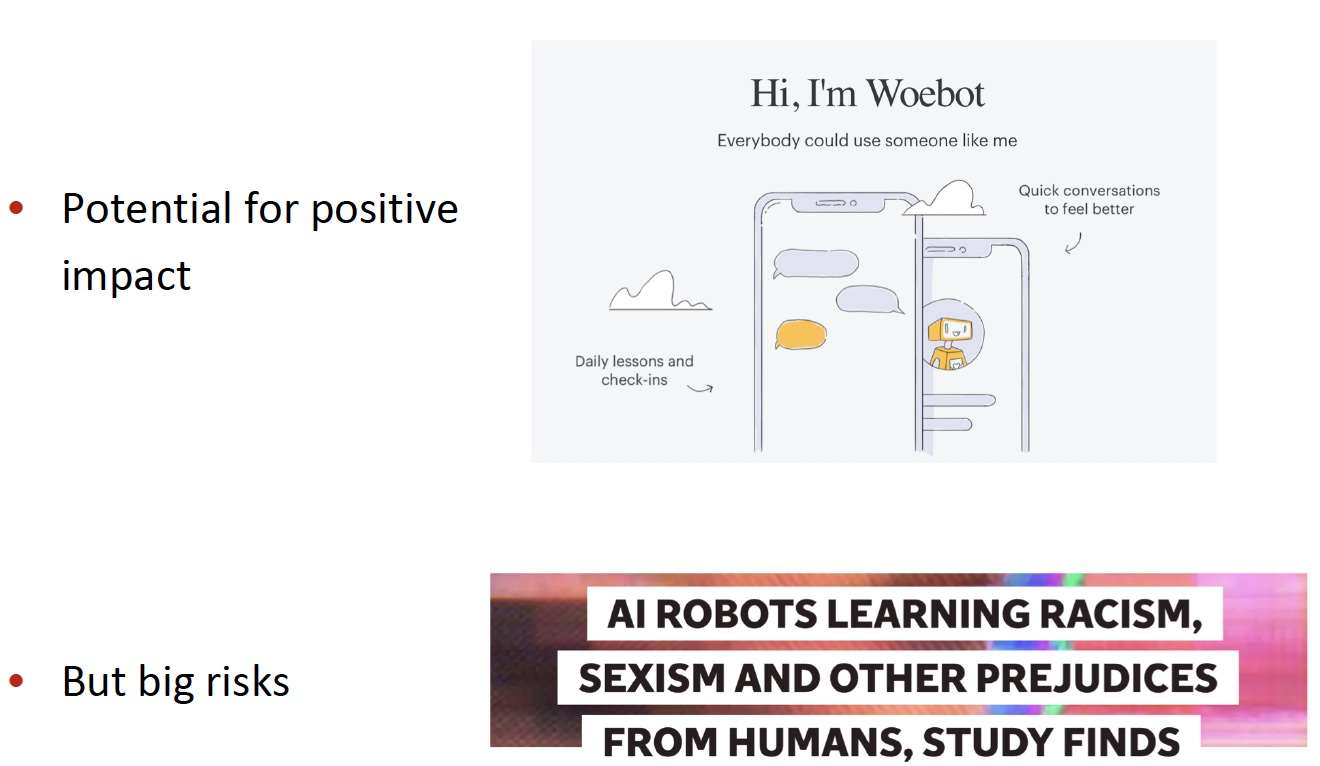 Hi, I'm Woebot
Everybody could use someone like me
Quick conversations
to feel better
Daily lessons and
check-ins
• Potential for positive
impact
• But big risks
AI ROBOTS LEARNING RACISM,
SEXISM AND OTHER PREJUDICES
FROM HUMANS, STUDY FINDS